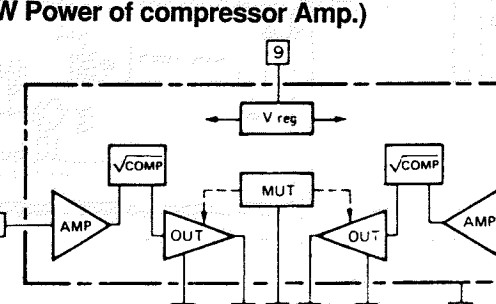 W Power of compressor Amp.)
9
V reg
√COMP √COMP
MUT
AMP OUT OUT AMP